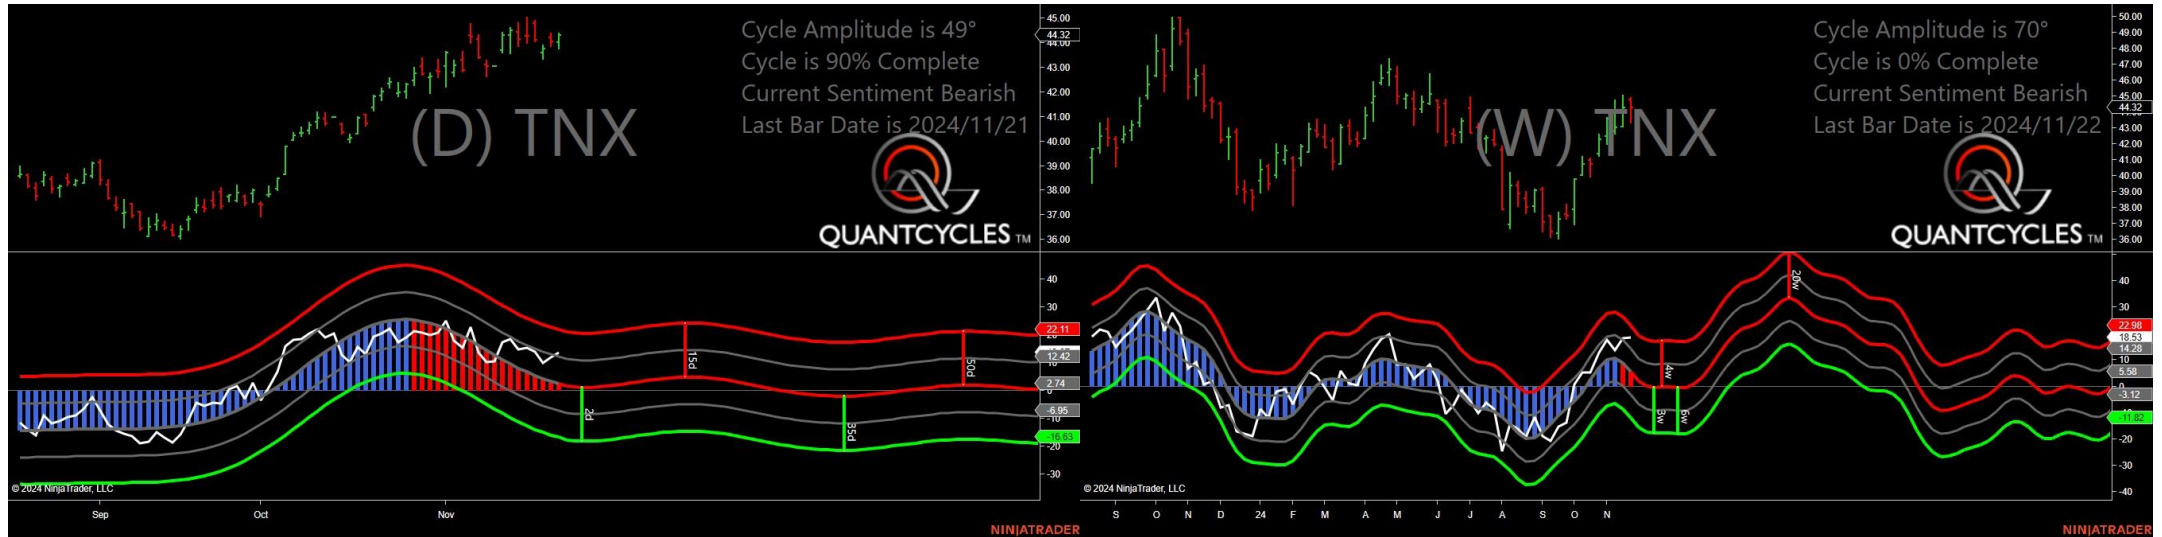 Cycle Amplitude is 49°
Cycle is 90% Complete
Current Sentiment Bearish
Last Bar Date is 2024/11/21
(D) TNX
QUANTCYCLES TM
45.00
44.32
44.00
43.00
42.00
41.00
40.00
39.00
38.00
37.00
36.00
40
30
22.11
12.42
2.74
0
-6.95
-10
-16.63
-20
-30
2d
15d
35d
50d
© 2024 NinjaTrader, LLC
Sep Oct Nov
NINJATRADER
Cycle Amplitude is 70°
Cycle is 0% Complete
Current Sentiment Bearish
Last Bar Date is 2024/11/22
(W) TNX
QUANTCYCLES TM
50.00
49.00
48.00
47.00
46.00
45.00
44.32
43.00
42.00
41.00
40.00
39.00
38.00
37.00
36.00
40
30
22.98
18.53
14.28
10
5.58
0
-3.12
-11.82
-20
-30
-40
3w
4w
6w
20w
© 2024 NinjaTrader, LLC
S O N D 24 F M A M J J A S O N
NINJATRADER